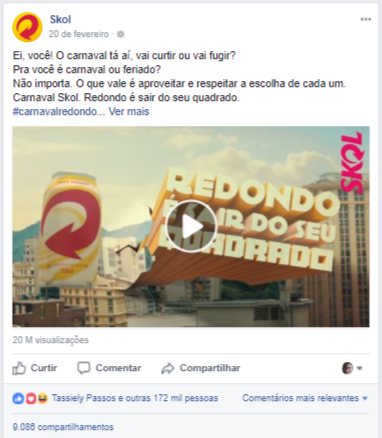 Skol
20 de fevereiro
Ei, você! O carnaval tá aí, vai curtir ou vai fugir?
Pra você é carnaval ou feriado?
Não importa. O que vale é aproveitar e respeitar a escolha de cada um.
Carnaval Skol. Redondo é sair do seu quadrado.
#carnavalredondo... Ver mais
SKOL
REDONDO
É SAIR DO SEU
QUADRADO
20 M visualizações
Curtir Comentar Compartilhar
Tassiely Passos e outras 172 mil pessoas Comentários mais relevantes
9.086 compartilhamentos